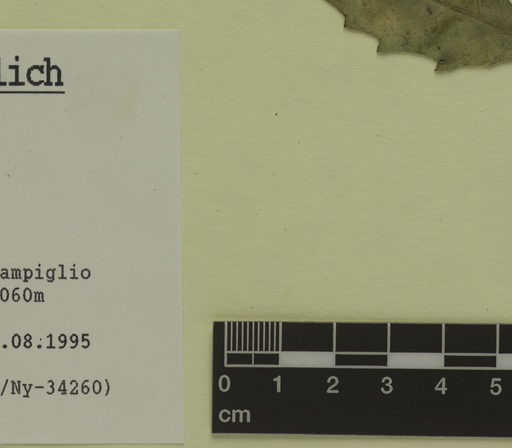 lich
ampiglio
060m
.08.1995
/Ny-34260)
0 1 2 3 4 5
cm